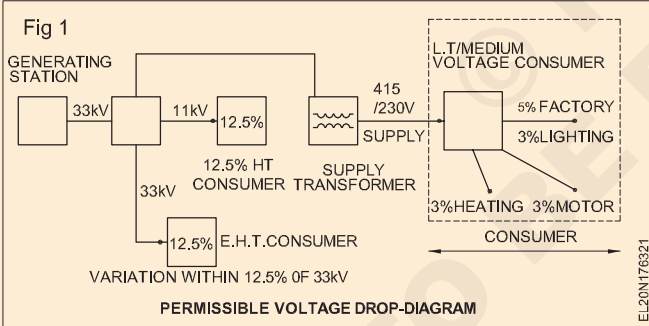 Fig 1
GENERATING
STATION
33kV
11kV
12.5%
12.5% HT
CONSUMER
33kV
12.5%
E.H.T.CONSUMER
VARIATION WITHIN 12.5% 0F 33kV
SUPPLY
TRANSFORMER
415
/230V
SUPPLY
L.T/MEDIUM
VOLTAGE CONSUMER
5% FACTORY
3%LIGHTING
3%HEATING 3%MOTOR
CONSUMER
PERMISSIBLE VOLTAGE DROP-DIAGRAM
EL20N176321